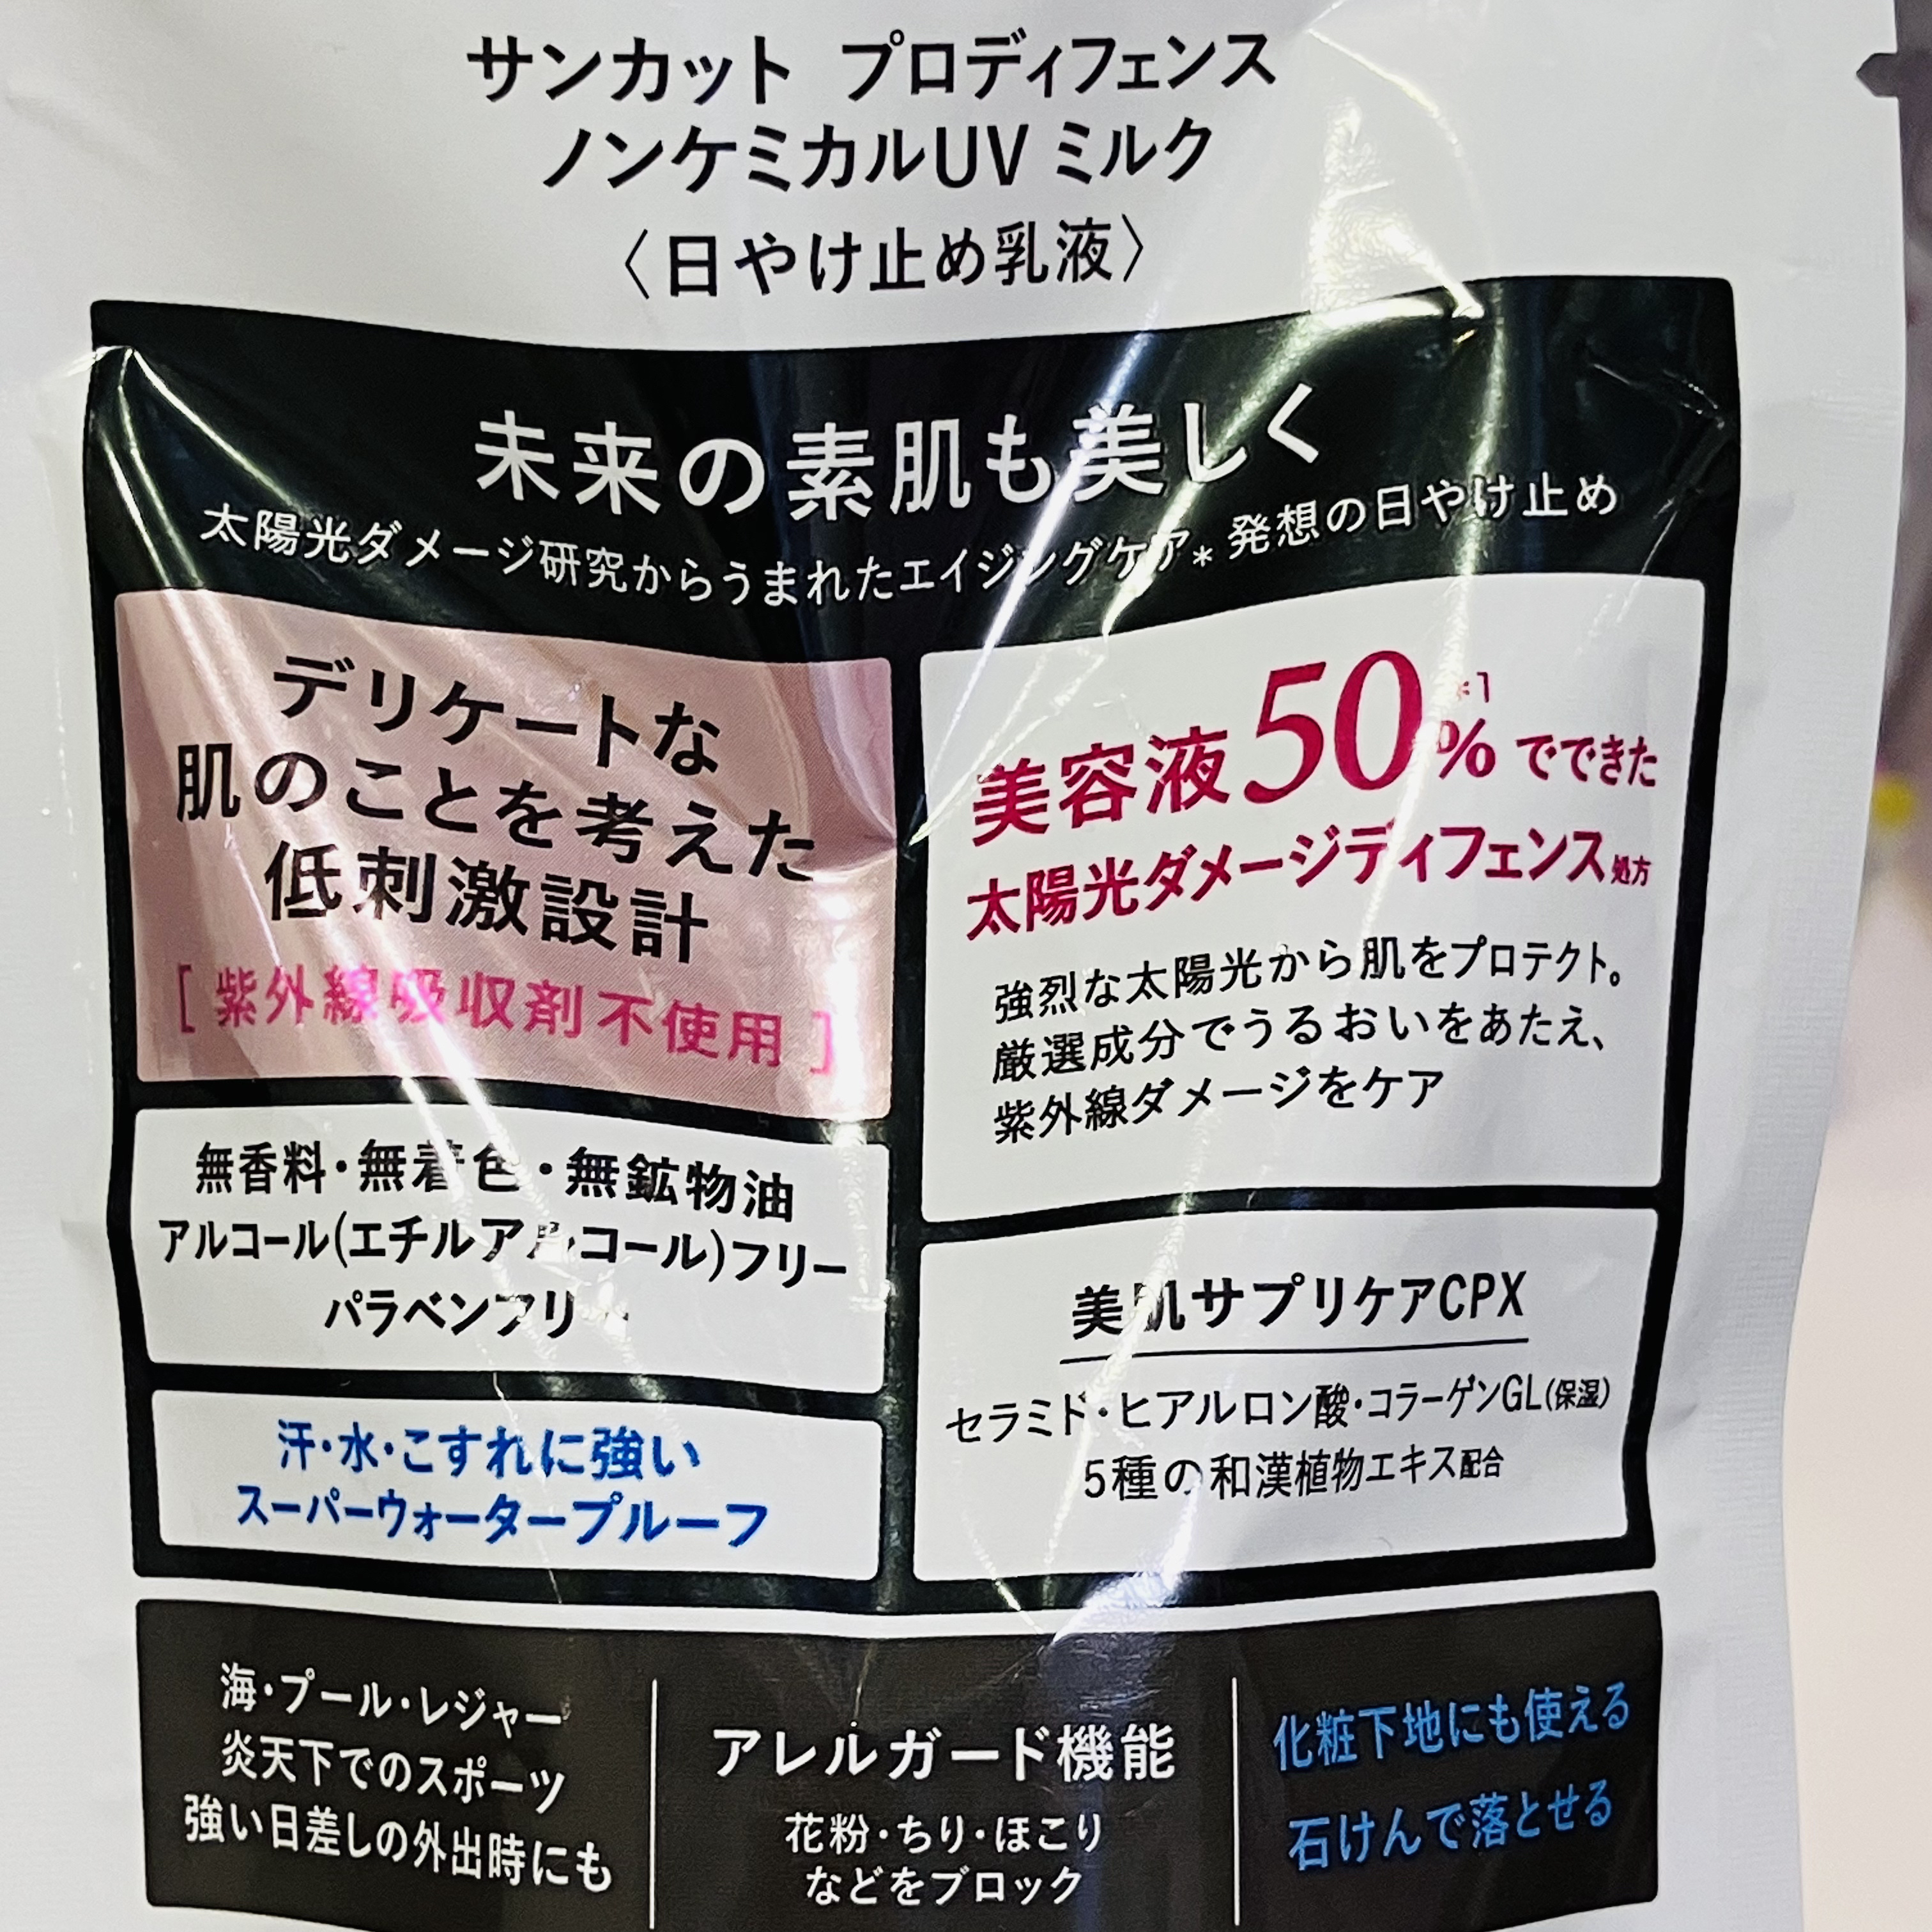 サンカット プロディフェンス
ノンケミカルUV ミルク
〈日やけ止め乳液〉
未来の素肌も美しく
太陽光ダメージ研究からうまれたエイジングケア* 発想の日やけ止め
デリケートな
肌のことを考えた
低刺激設計
[紫外線吸収剤不使用]
無香料・無着色・無鉱物油
アルコール(エチルアルコール)フリー
パラベンフリー
汗・水・こすれに強い
スーパーウォータープルーフ
美容液50%*1でできた
太陽光ダメージディフェンス処方
強烈な太陽光から肌をプロテクト。
厳選成分でうるおいをあたえ、
紫外線ダメージをケア
美肌サプリケアCPX
セラミド・ヒアルロン酸・コラーゲンGL(保湿)
5種の和漢植物エキス配合
海・プール・レジャー
炎天下でのスポーツ
強い日差しの外出時にも
アレルガード機能
花粉・ちり・ほこり
などをブロック
化粧下地にも使える
石けんで落とせる